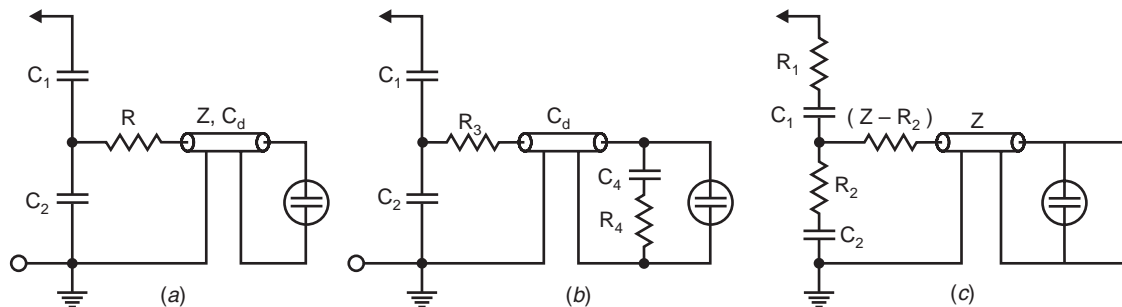 C1
R
Z, Cd
C2
(a)
C1
R3
Cd
C4
R4
C2
(b)
R1
C1
( Z – R2 )
Z
R2
C2
(c)